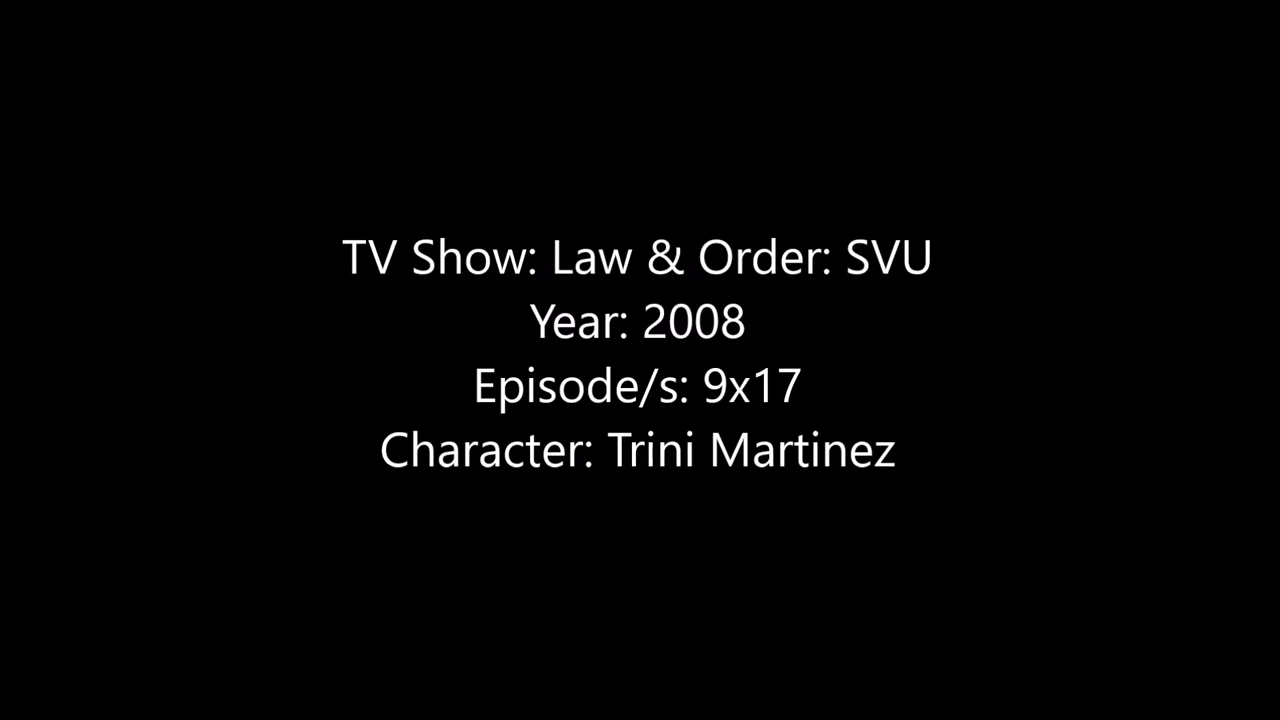 TV Show: Law & Order: SVU
Year: 2008
Episode/s: 9x17
Character: Trini Martinez